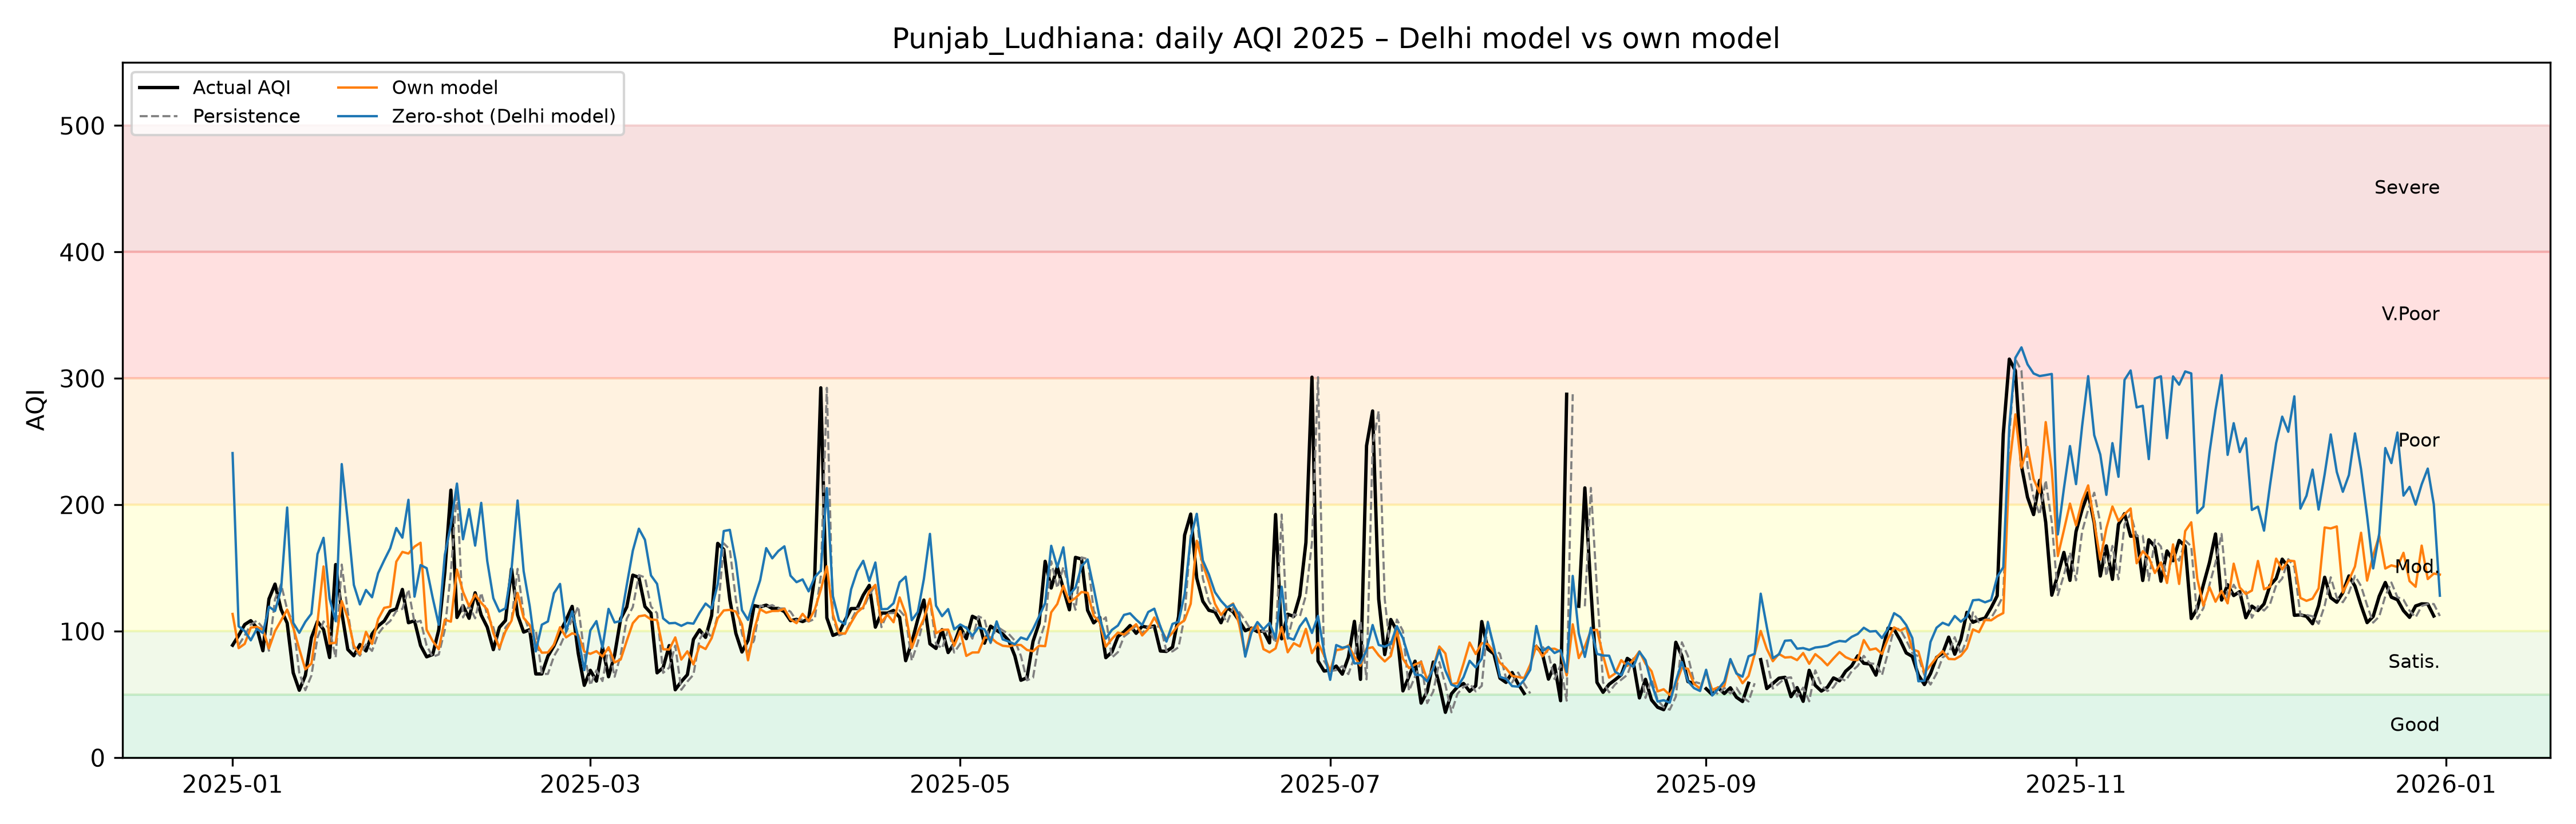 Punjab_Ludhiana: daily AQI 2025 – Delhi model vs own model
Actual AQI
Persistence
Own model
Zero-shot (Delhi model)
AQI
500
400
300
200
100
0
Severe
V.Poor
Poor
Mod.
Satis.
Good
2025-01
2025-03
2025-05
2025-07
2025-09
2025-11
2026-01